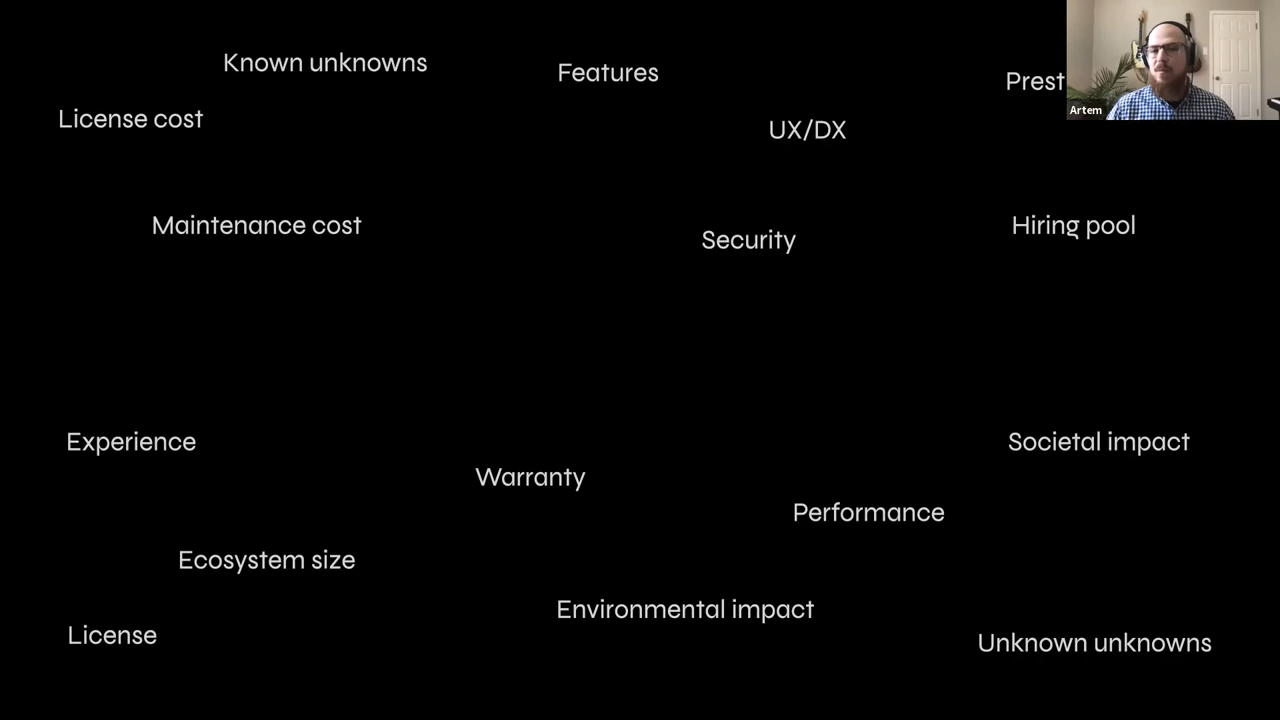 Known unknowns
Features
Prest
Artem
License cost
UX/DX
Maintenance cost
Security
Hiring pool
Experience
Societal impact
Warranty
Performance
Ecosystem size
Environmental impact
License
Unknown unknowns